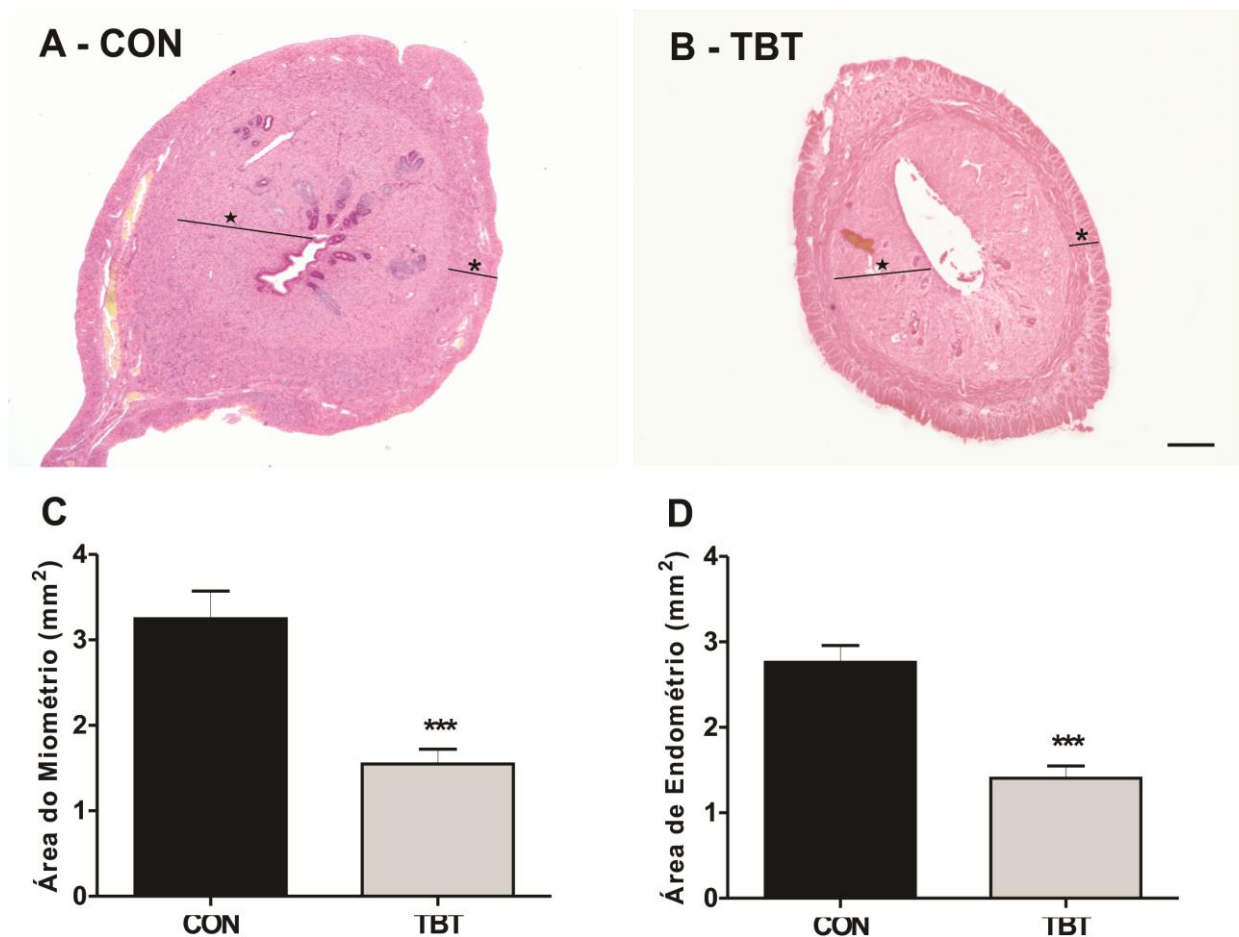 A - CON
B - TBT
★
*
★
*
C
Área do Miométrio (mm²)
4
3
2
1
0
***
CON
TBT
D
Área de Endométrio (mm²)
4
3
2
1
0
***
CON
TBT